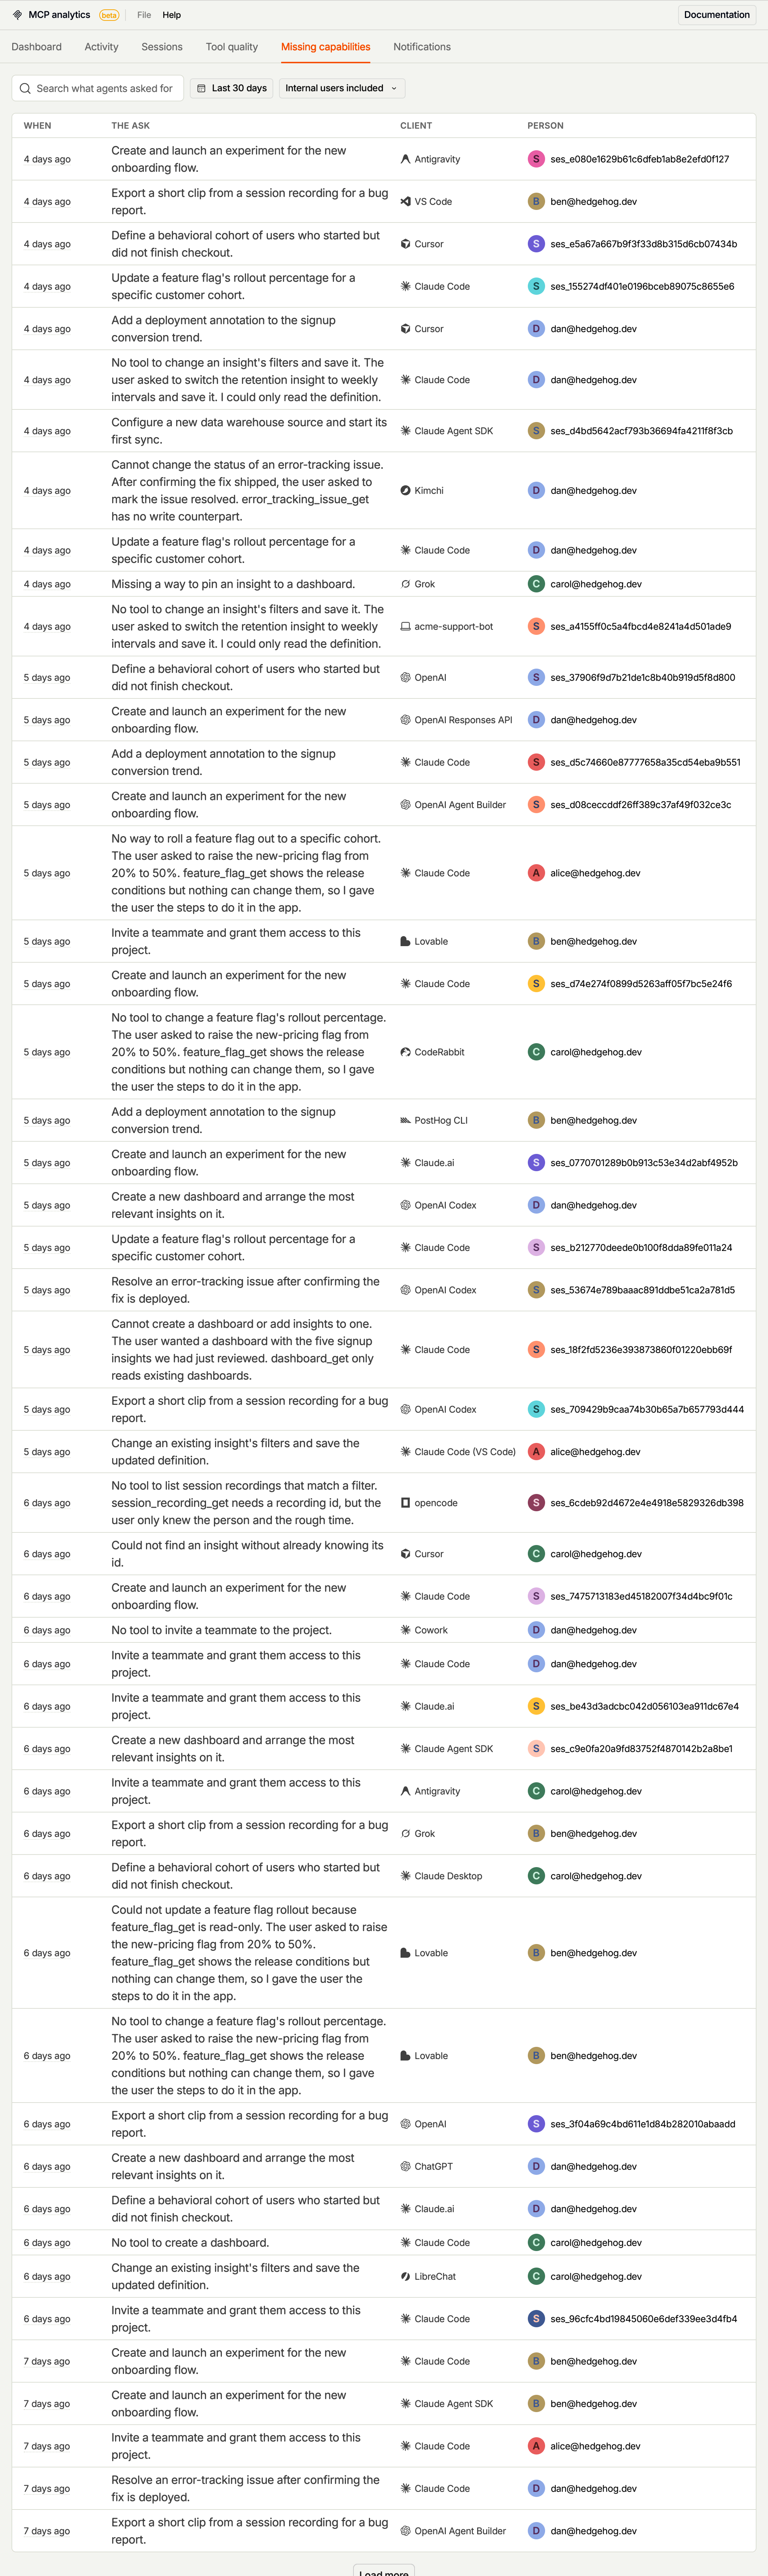 MCP analytics beta File Help Documentation
Dashboard Activity Sessions Tool quality Missing capabilities Notifications
Search what agents asked for Last 30 days Internal users included
WHEN THE ASK CLIENT PERSON
4 days ago Create and launch an experiment for the new onboarding flow. Antigravity S ses_e080e1629b61c6dfeb1ab8e2efd0f127
4 days ago Export a short clip from a session recording for a bug report. VS Code B ben@hedgehog.dev
4 days ago Define a behavioral cohort of users who started but did not finish checkout. Cursor S ses_e5a67a667b9f3f33d8b315d6cb07434b
4 days ago Update a feature flag's rollout percentage for a specific customer cohort. Claude Code S ses_155274df401e0196bceb89075c8655e6
4 days ago Add a deployment annotation to the signup conversion trend. Cursor D dan@hedgehog.dev
4 days ago No tool to change an insight's filters and save it. The user asked to switch the retention insight to weekly intervals and save it. I could only read the definition. Claude Code D dan@hedgehog.dev
4 days ago Configure a new data warehouse source and start its first sync. Claude Agent SDK S ses_d4bd5642acf793b36694fa4211f8f3cb
4 days ago Cannot change the status of an error-tracking issue. After confirming the fix shipped, the user asked to mark the issue resolved. error_tracking_issue_get has no write counterpart. Kimchi D dan@hedgehog.dev
4 days ago Update a feature flag's rollout percentage for a specific customer cohort. Claude Code D dan@hedgehog.dev
4 days ago Missing a way to pin an insight to a dashboard. Grok C carol@hedgehog.dev
4 days ago No tool to change an insight's filters and save it. The user asked to switch the retention insight to weekly intervals and save it. I could only read the definition. acme-support-bot S ses_a4155ff0c5a4fbcd4e8241a4d501ade9
5 days ago Define a behavioral cohort of users who started but did not finish checkout. OpenAI S ses_37906f9d7b21de1c8b40b919d5f8d800
5 days ago Create and launch an experiment for the new onboarding flow. OpenAI Responses API D dan@hedgehog.dev
5 days ago Add a deployment annotation to the signup conversion trend. Claude Code S ses_d5c74660e87777658a35cd54eba9b551
5 days ago Create and launch an experiment for the new onboarding flow. OpenAI Agent Builder S ses_d08ceccddf26ff389c37af49f032ce3c
5 days ago No way to roll a feature flag out to a specific cohort. The user asked to raise the new-pricing flag from 20% to 50%. feature_flag_get shows the release conditions but nothing can change them, so I gave the user the steps to do it in the app. Claude Code A alice@hedgehog.dev
5 days ago Invite a teammate and grant them access to this project. Lovable B ben@hedgehog.dev
5 days ago Create and launch an experiment for the new onboarding flow. Claude Code S ses_d74e274f0899d5263aff05f7bc5e24f6
5 days ago No tool to change a feature flag's rollout percentage. The user asked to raise the new-pricing flag from 20% to 50%. feature_flag_get shows the release conditions but nothing can change them, so I gave the user the steps to do it in the app. CodeRabbit C carol@hedgehog.dev
5 days ago Add a deployment annotation to the signup conversion trend. PostHog CLI B ben@hedgehog.dev
5 days ago Create and launch an experiment for the new onboarding flow. Claude.ai S ses_0770701289b0b913c53e34d2abf4952b
5 days ago Create a new dashboard and arrange the most relevant insights on it. OpenAI Codex D dan@hedgehog.dev
5 days ago Update a feature flag's rollout percentage for a specific customer cohort. Claude Code S ses_b212770deede0b100f8dda89fe011a24
5 days ago Resolve an error-tracking issue after confirming the fix is deployed. OpenAI Codex S ses_53674e789baaac891ddbe51ca2a781d5
5 days ago Cannot create a dashboard or add insights to one. The user wanted a dashboard with the five signup insights we had just reviewed. dashboard_get only reads existing dashboards. Claude Code S ses_18f2fd5236e393873860f01220ebb69f
5 days ago Export a short clip from a session recording for a bug report. OpenAI Codex S ses_709429b9caa74b30b65a7b657793d444
5 days ago Change an existing insight's filters and save the updated definition. Claude Code (VS Code) A alice@hedgehog.dev
6 days ago No tool to list session recordings that match a filter. session_recording_get needs a recording id, but the user only knew the person and the rough time. opencode S ses_6cdeb92d4672e4e4918e5829326db398
6 days ago Could not find an insight without already knowing its id. Cursor C carol@hedgehog.dev
6 days ago Create and launch an experiment for the new onboarding flow. Claude Code S ses_7475713183ed45182007f34d4bc9f01c
6 days ago No tool to invite a teammate to the project. Cowork D dan@hedgehog.dev
6 days ago Invite a teammate and grant them access to this project. Claude Code D dan@hedgehog.dev
6 days ago Invite a teammate and grant them access to this project. Claude.ai S ses_be43d3adcbc042d056103ea911dc67e4
6 days ago Create a new dashboard and arrange the most relevant insights on it. Claude Agent SDK S ses_c9e0fa20a9fd83752f4870142b2a8be1
6 days ago Invite a teammate and grant them access to this project. Antigravity C carol@hedgehog.dev
6 days ago Export a short clip from a session recording for a bug report. Grok B ben@hedgehog.dev
6 days ago Define a behavioral cohort of users who started but did not finish checkout. Claude Desktop C carol@hedgehog.dev
6 days ago Could not update a feature flag rollout because feature_flag_get is read-only. The user asked to raise the new-pricing flag from 20% to 50%. feature_flag_get shows the release conditions but nothing can change them, so I gave the user the steps to do it in the app. Lovable B ben@hedgehog.dev
6 days ago No tool to change a feature flag's rollout percentage. The user asked to raise the new-pricing flag from 20% to 50%. feature_flag_get shows the release conditions but nothing can change them, so I gave the user the steps to do it in the app. Lovable B ben@hedgehog.dev
6 days ago Export a short clip from a session recording for a bug report. OpenAI S ses_3f04a69c4bd611e1d84b282010abaadd
6 days ago Create a new dashboard and arrange the most relevant insights on it. ChatGPT D dan@hedgehog.dev
6 days ago Define a behavioral cohort of users who started but did not finish checkout. Claude.ai D dan@hedgehog.dev
6 days ago No tool to create a dashboard. Claude Code C carol@hedgehog.dev
6 days ago Change an existing insight's filters and save the updated definition. LibreChat C carol@hedgehog.dev
6 days ago Invite a teammate and grant them access to this project. Claude Code S ses_96cfc4bd19845060e6def339ee3d4fb4
7 days ago Create and launch an experiment for the new onboarding flow. Claude Code B ben@hedgehog.dev
7 days ago Create and launch an experiment for the new onboarding flow. Claude Agent SDK B ben@hedgehog.dev
7 days ago Invite a teammate and grant them access to this project. Claude Code A alice@hedgehog.dev
7 days ago Resolve an error-tracking issue after confirming the fix is deployed. Claude Code D dan@hedgehog.dev
7 days ago Export a short clip from a session recording for a bug report. OpenAI Agent Builder D dan@hedgehog.dev
Load more